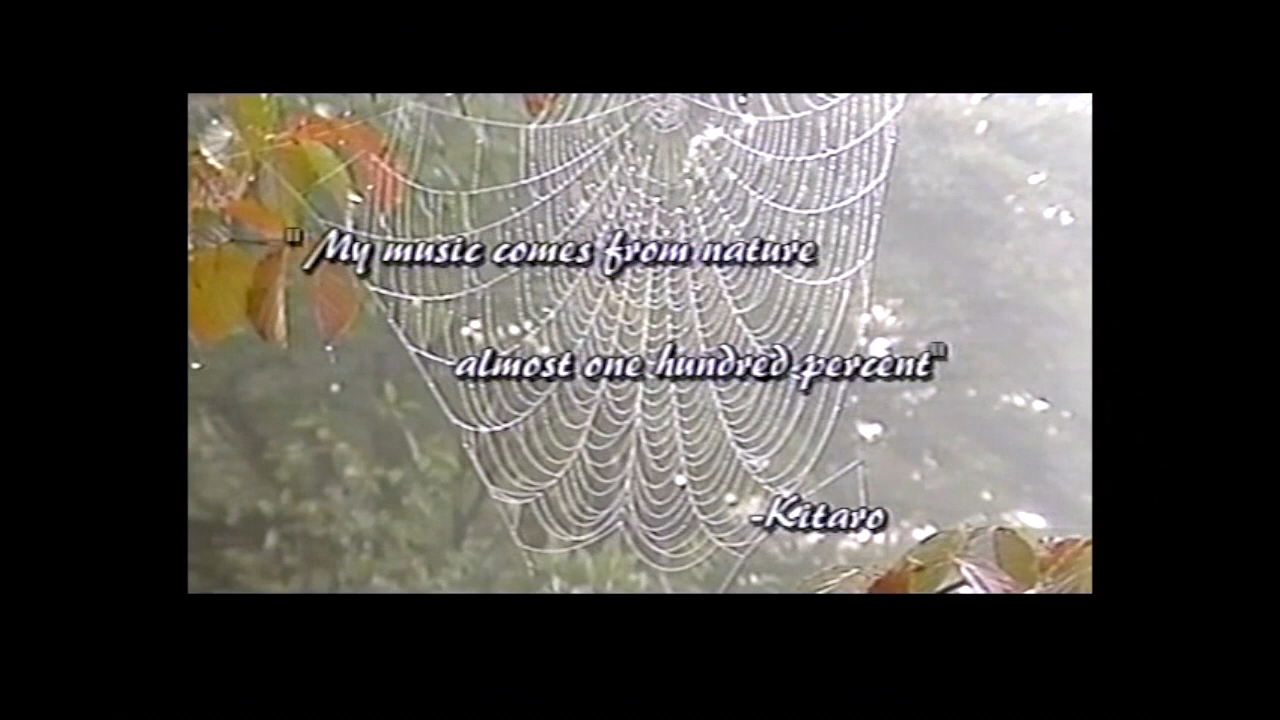 "My music comes from nature
almost one hundred percent"
-Kitaro